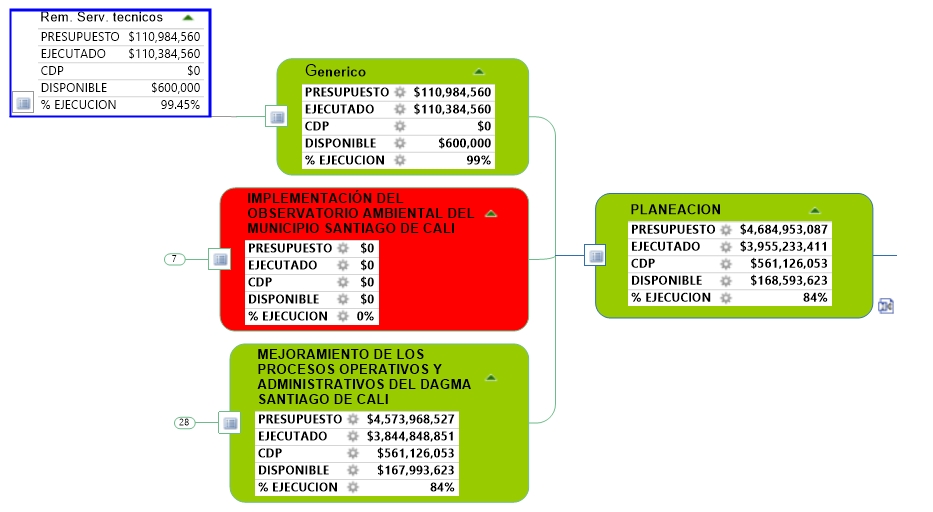 Rem. Serv. tecnicos
PRESUPUESTO $110,984,560
EJECUTADO $110,384,560
CDP $0
DISPONIBLE $600,000
% EJECUCION 99.45%
Generico
PRESUPUESTO $110,984,560
EJECUTADO $110,384,560
CDP $0
DISPONIBLE $600,000
% EJECUCION 99%
IMPLEMENTACIÓN DEL
OBSERVATORIO AMBIENTAL DEL
MUNICIPIO SANTIAGO DE CALI
PRESUPUESTO $0
EJECUTADO $0
CDP $0
DISPONIBLE $0
% EJECUCION 0%
7
MEJORAMIENTO DE LOS
PROCESOS OPERATIVOS Y
ADMINISTRATIVOS DEL DAGMA
SANTIAGO DE CALI
PRESUPUESTO $4,573,968,527
EJECUTADO $3,844,848,851
CDP $561,126,053
DISPONIBLE $167,993,623
% EJECUCION 84%
28
PLANEACION
PRESUPUESTO $4,684,953,087
EJECUTADO $3,955,233,411
CDP $561,126,053
DISPONIBLE $168,593,623
% EJECUCION 84%